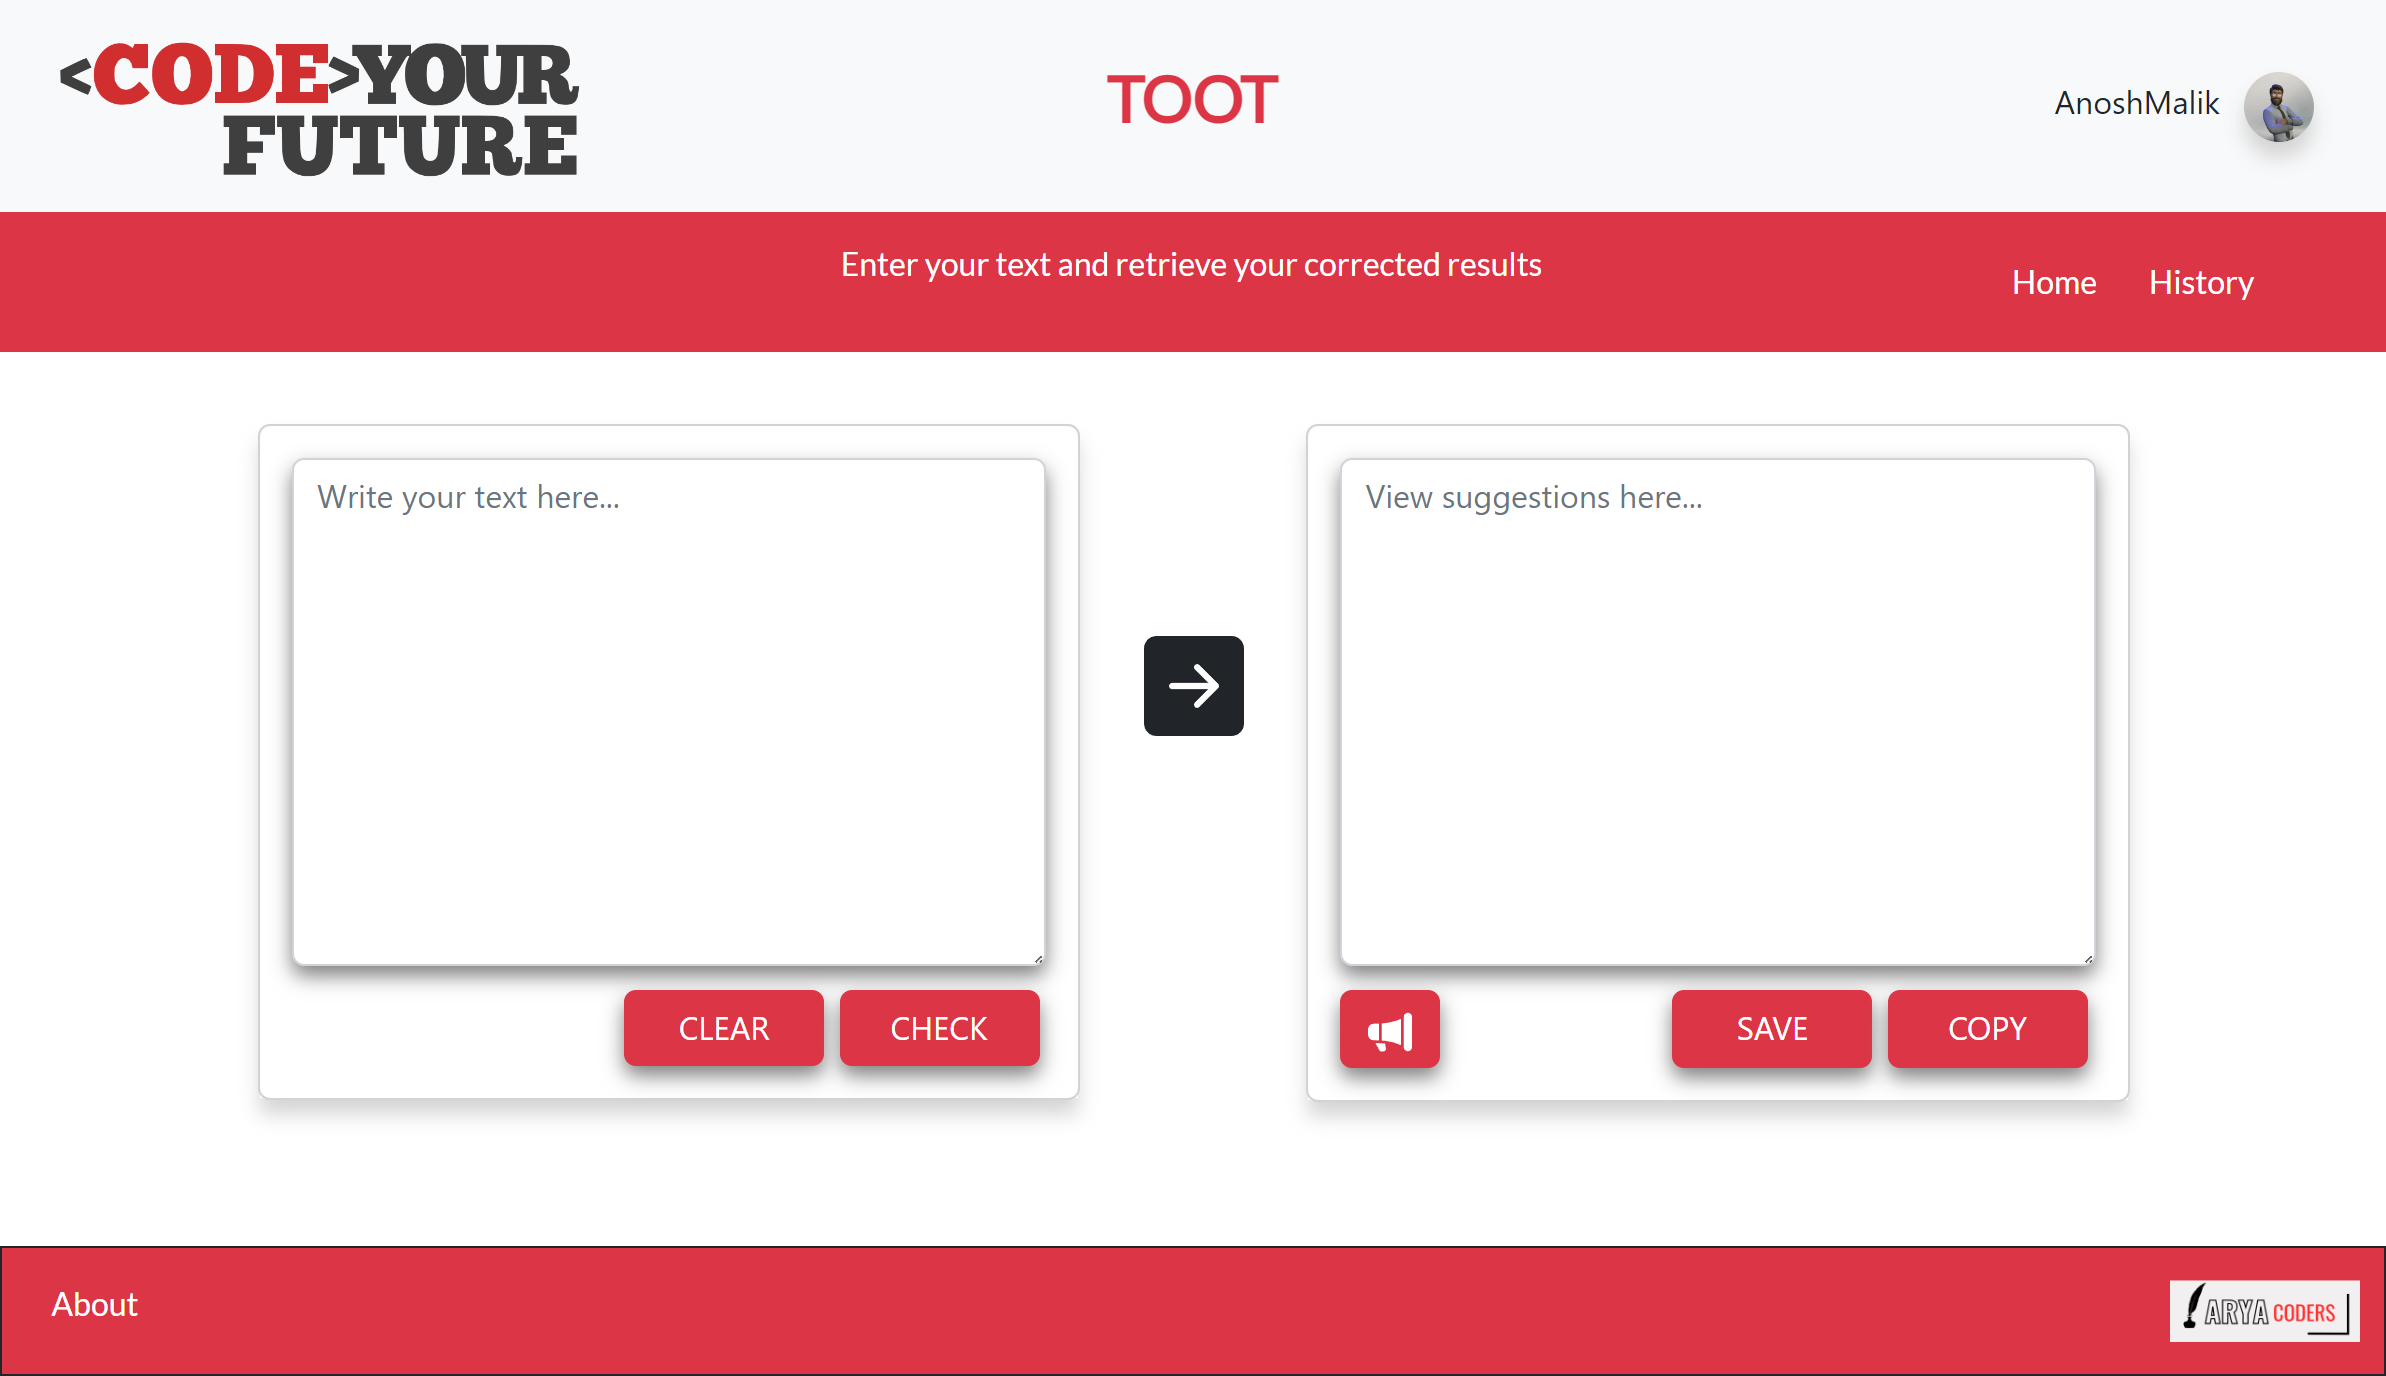 <CODE>YOUR
FUTURE
TOOT
AnoshMalik
Enter your text and retrieve your corrected results
Home
History
Write your text here...
View suggestions here...
CLEAR
CHECK
SAVE
COPY
About
ARYA CODERS